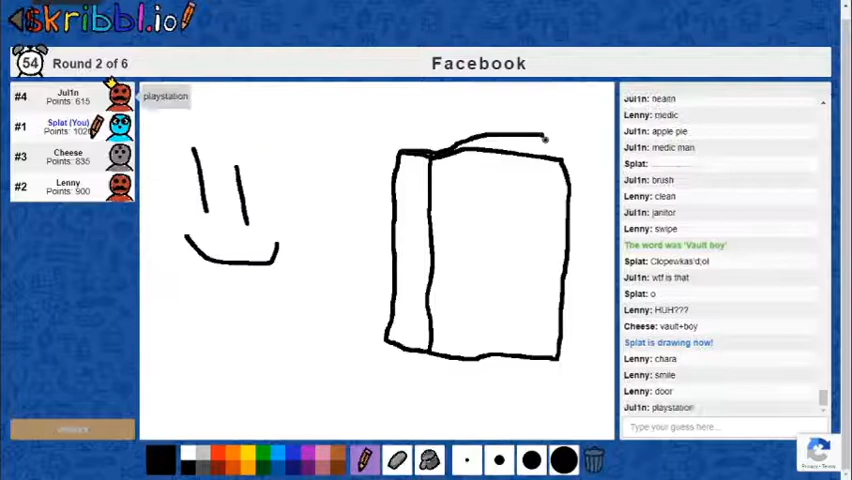 skribbl.io
54
Round 2 of 6
Facebook
#4
Jul1n
Points: 615
playstation
#1
Splat (You)
#3
Cheese
Points: 835
#2
Lenny
Points: 900
Jul1n: health
Lenny: medic
Jul1n: apple pie
Jul1n: medic man
Jul1n: brush
Lenny: clean
Jul1n: janitor
Lenny: swipe
The word was 'Vault boy'
Splat: Clopewkas'd;ol
Jul1n: wtf is that
Splat: o
Lenny: HUH???
Cheese: vault+boy
Splat is drawing now!
Lenny: chara
Lenny: smile
Lenny: door
Jul1n: playstation
Type your guess here...
Privacy - Terms